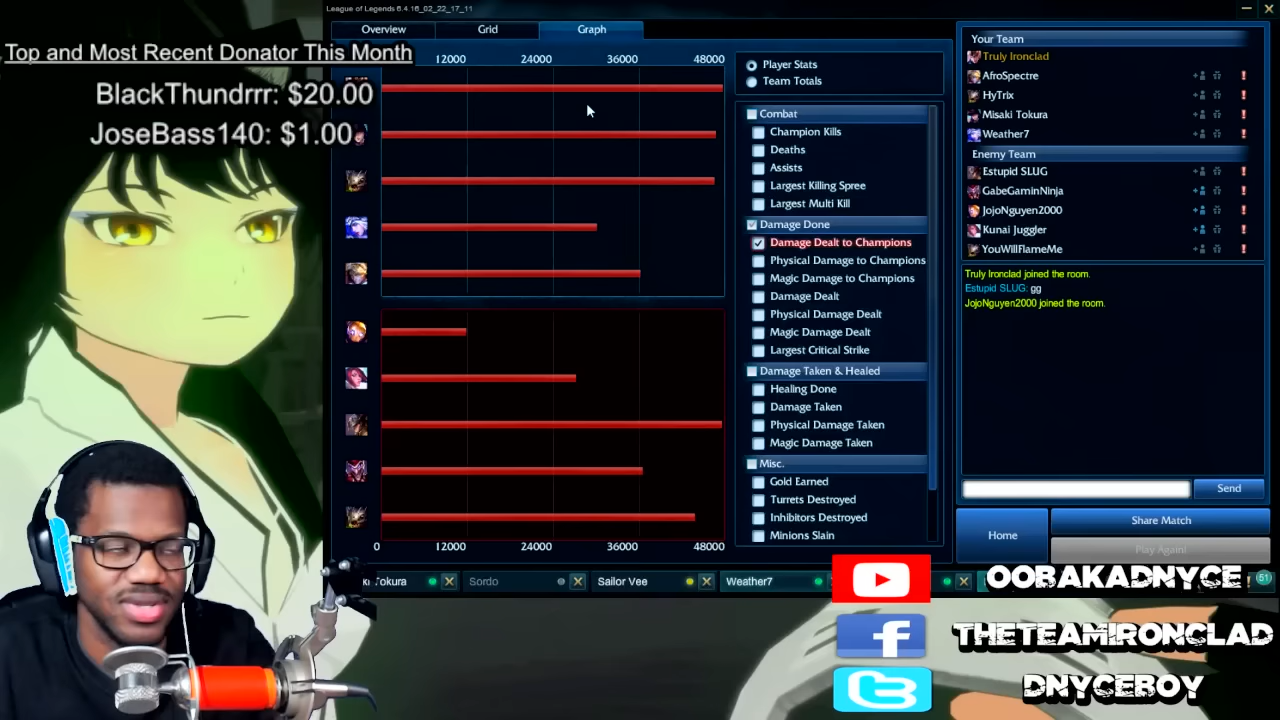 League of Legends 6.4.16_02_22_17_11
Overview
Grid
Graph
Top and Most Recent Donator This Month
BlackThundrrr: $20.00
JoseBass140: $1.00
12000
24000
36000
48000
0
12000
24000
36000
48000
Player Stats
Team Totals
Combat
Champion Kills
Deaths
Assists
Largest Killing Spree
Largest Multi Kill
Damage Done
Damage Dealt to Champions
Physical Damage to Champions
Magic Damage to Champions
Damage Dealt
Physical Damage Dealt
Magic Damage Dealt
Largest Critical Strike
Damage Taken & Healed
Healing Done
Damage Taken
Physical Damage Taken
Magic Damage Taken
Misc.
Gold Earned
Turrets Destroyed
Inhibitors Destroyed
Minions Slain
Your Team
Truly Ironclad
AfroSpectre
HyTrix
Misaki Tokura
Weather7
Enemy Team
Estupid SLUG
GabeGaminNinja
JojoNguyen2000
Kunai Juggler
YouWillFlameMe
Truly Ironclad joined the room.
Estupid SLUG: gg
JojoNguyen2000 joined the room.
Send
Home
Share Match
Play Again!
Tokura
Sordo
Sailor Vee
Weather7
51
OOBAKADNYCE
THETEAMIRONCLAD
DNYCEBOY